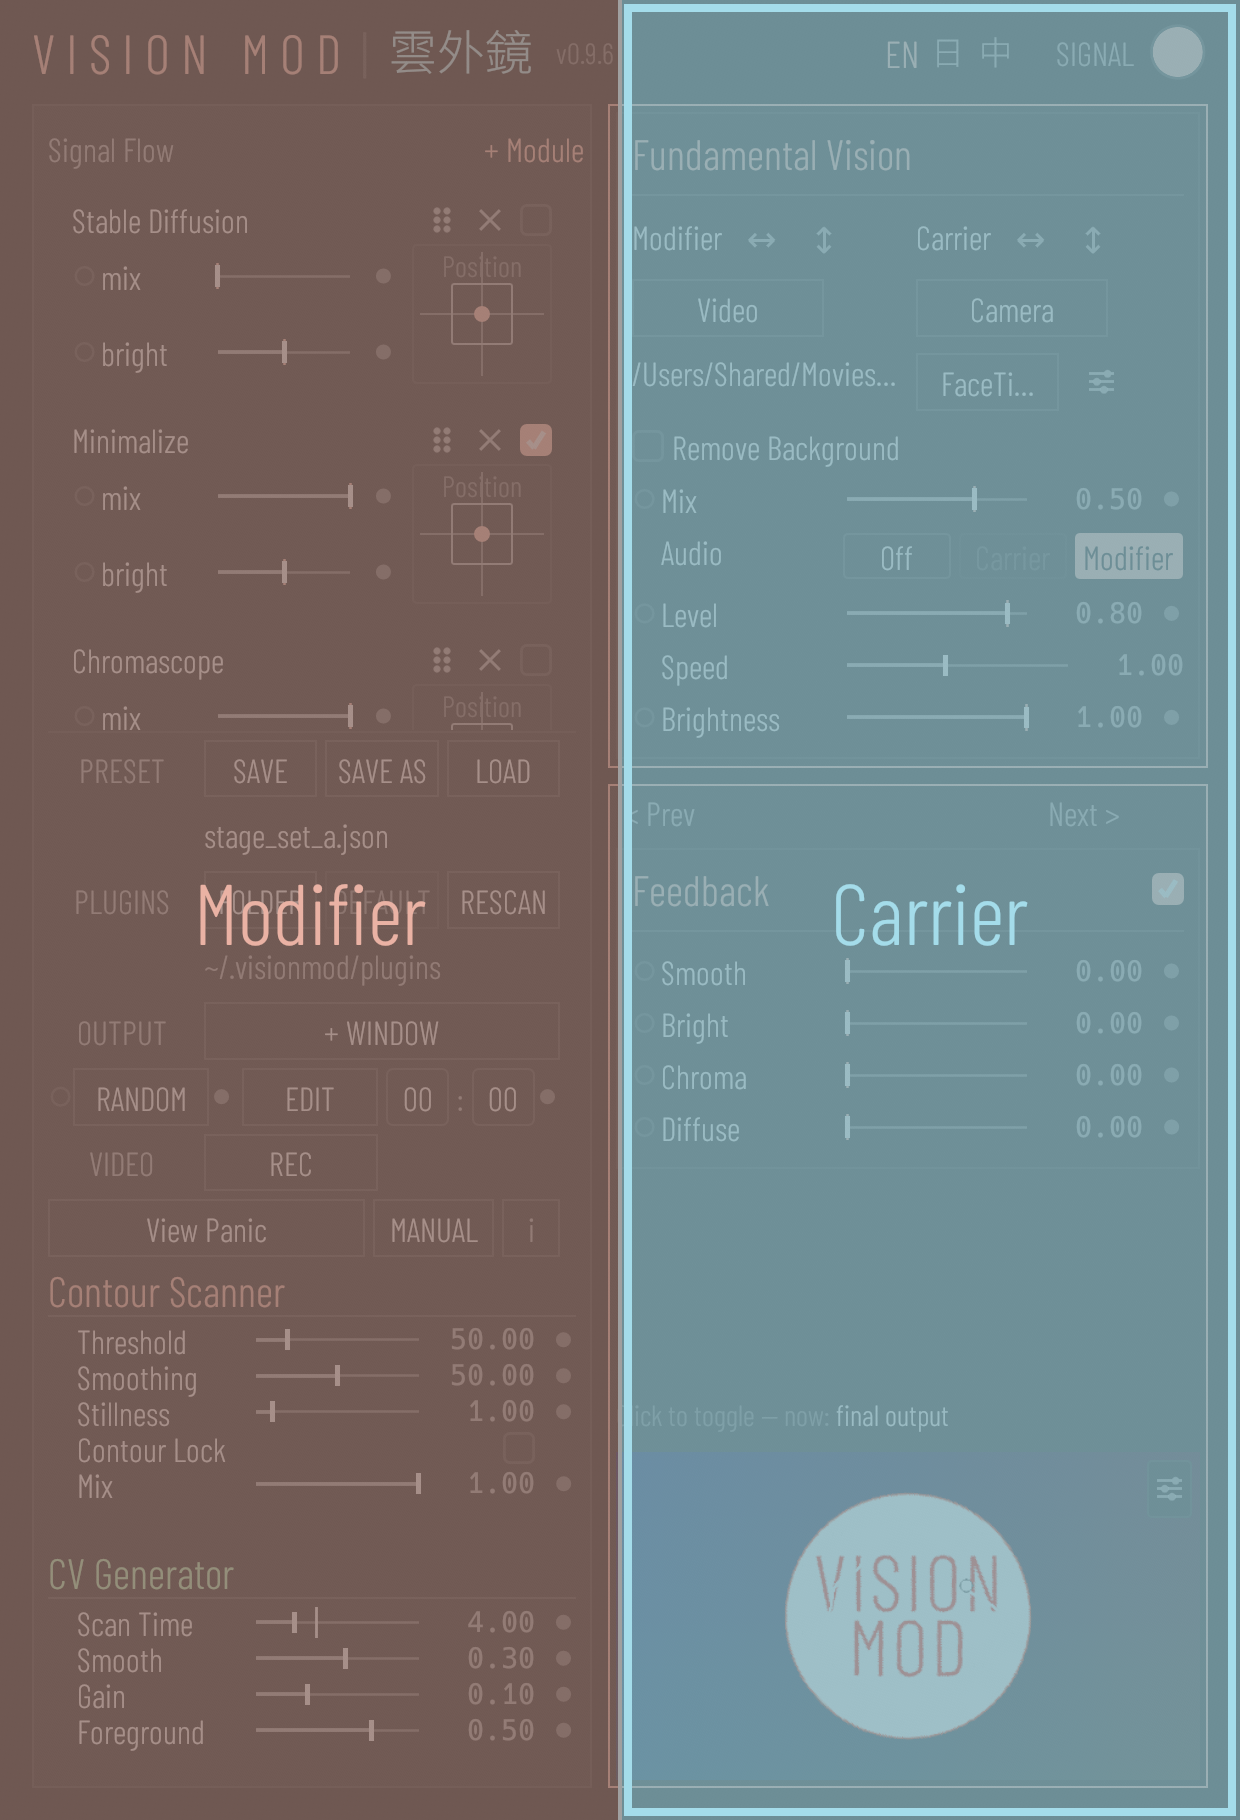 VISION MOD 雲外鏡 v0.9.6
EN 日 中 SIGNAL
Signal Flow + Module
Stable Diffusion
Position
mix
bright
Minimalize
Position
mix
bright
Chromascope
Position
mix
PRESET SAVE SAVE AS LOAD
stage_set_a.json
PLUGINS FOLDER DEFAULT RESCAN
Modifier
~/.visionmod/plugins
OUTPUT + WINDOW
RANDOM EDIT 00 : 00
VIDEO REC
View Panic MANUAL i
Contour Scanner
Threshold 50.00
Smoothing 50.00
Stillness 1.00
Contour Lock
Mix 1.00
CV Generator
Scan Time 4.00
Smooth 0.30
Gain 0.10
Foreground 0.50
Fundamental Vision
Modifier Carrier
Video Camera
/Users/Shared/Movies... FaceTi...
Remove Background
Mix 0.50
Audio Off Carrier Modifier
Level 0.80
Speed 1.00
Brightness 1.00
< Prev Next >
Feedback
Carrier
Smooth 0.00
Bright 0.00
Chroma 0.00
Diffuse 0.00
to toggle — now: final output
VISION
MOD